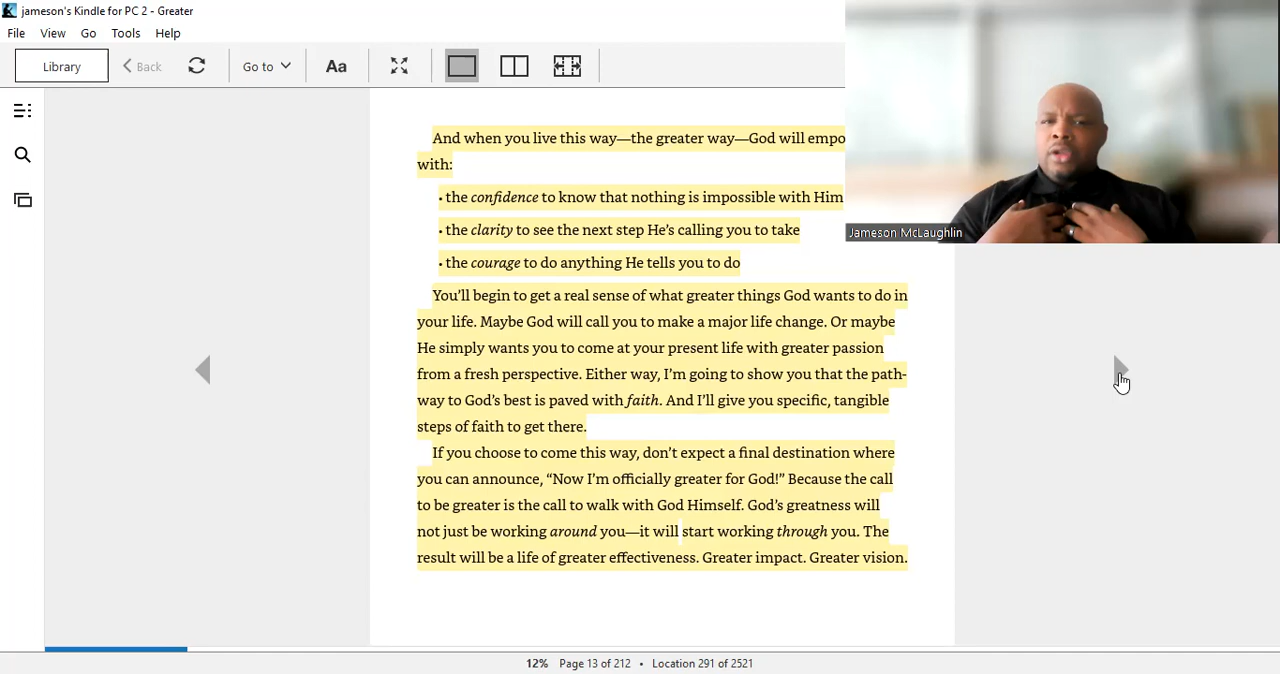 jameson's Kindle for PC 2 - Greater
File View Go Tools Help
Library Back Go to Aa
And when you live this way—the greater way—God will empo
with:
• the confidence to know that nothing is impossible with Him
• the clarity to see the next step He’s calling you to take
Jameson McLaughlin
• the courage to do anything He tells you to do
You’ll begin to get a real sense of what greater things God wants to do in
your life. Maybe God will call you to make a major life change. Or maybe
He simply wants you to come at your present life with greater passion
from a fresh perspective. Either way, I’m going to show you that the path-
way to God’s best is paved with faith. And I’ll give you specific, tangible
steps of faith to get there.
If you choose to come this way, don’t expect a final destination where
you can announce, “Now I’m officially greater for God!” Because the call
to be greater is the call to walk with God Himself. God’s greatness will
not just be working around you—it will start working through you. The
result will be a life of greater effectiveness. Greater impact. Greater vision.
12% Page 13 of 212 • Location 291 of 2521